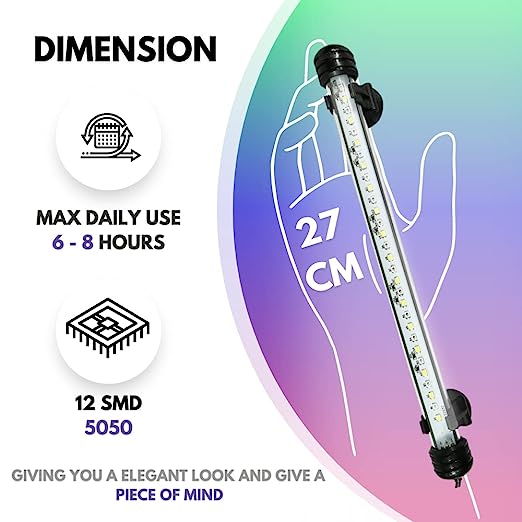 DIMENSION
MAX DAILY USE
6 - 8 HOURS
27
CM
12 SMD
5050
GIVING YOU A ELEGANT LOOK AND GIVE A
PIECE OF MIND